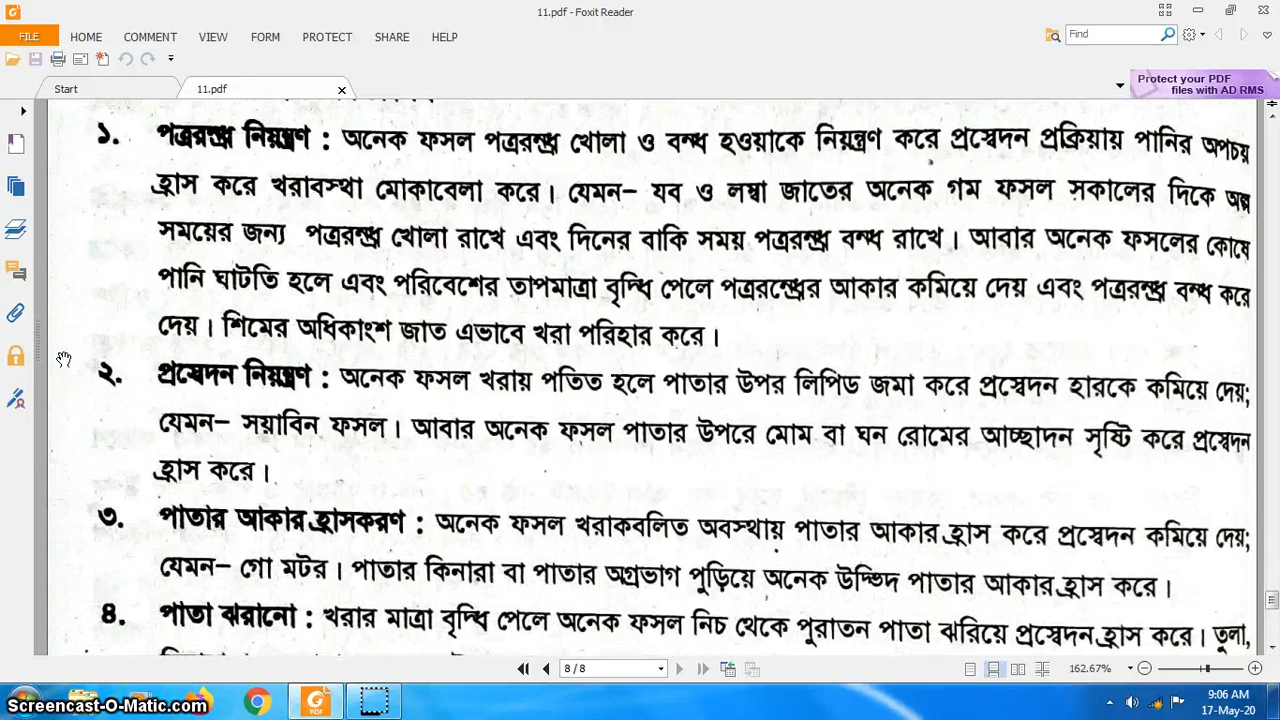 11.pdf - Foxit Reader
FILE HOME COMMENT VIEW FORM PROTECT SHARE HELP
Find
Start 11.pdf
Protect your PDF
files with AD RMS
১. পত্ররন্ধ্র নিয়ন্ত্রণ : অনেক ফসল পত্ররন্ধ্র খোলা ও বন্ধ হওয়াকে নিয়ন্ত্রণ করে প্রস্বেদন প্রক্রিয়ায় পানির অপচয়
হ্রাস করে খরাবস্থা মোকাবেলা করে। যেমন– যব ও লম্বা জাতের অনেক গম ফসল সকালের দিকে অল্প
সময়ের জন্য পত্ররন্ধ্র খোলা রাখে এবং দিনের বাকি সময় পত্ররন্ধ্র বন্ধ রাখে। আবার অনেক ফসলের কোষে
পানি ঘাটতি হলে এবং পরিবেশের তাপমাত্রা বৃদ্ধি পেলে পত্ররন্ধ্রের আকার কমিয়ে দেয় এবং পত্ররন্ধ্র বন্ধ করে
দেয়। শিমের অধিকাংশ জাত এভাবে খরা পরিহার করে।
২. প্রস্বেদন নিয়ন্ত্রণ : অনেক ফসল খরায় পতিত হলে পাতার উপর লিপিড জমা করে প্রস্বেদন হারকে কমিয়ে দেয়;
যেমন– সয়াবিন ফসল। আবার অনেক ফসল পাতার উপরে মোম বা ঘন রোমের আচ্ছাদন সৃষ্টি করে প্রস্বেদন
হ্রাস করে।
৩. পাতার আকার হ্রাসকরণ : অনেক ফসল খরাকবলিত অবস্থায় পাতার আকার হ্রাস করে প্রস্বেদন কমিয়ে দেয়;
যেমন– গো মটর। পাতার কিনারা বা পাতার অগ্রভাগ পুড়িয়ে অনেক উদ্ভিদ পাতার আকার হ্রাস করে।
৪. পাতা ঝরানো : খরার মাত্রা বৃদ্ধি পেলে অনেক ফসল নিচ থেকে পুরাতন পাতা ঝরিয়ে প্রস্বেদন হ্রাস করে। তুলা,
8 / 8
162.67%
9:06 AM
17-May-20
Screencast-O-Matic.com